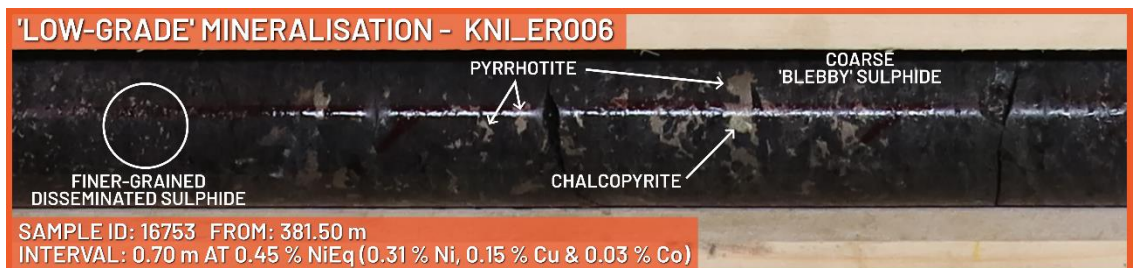 'LOW-GRADE' MINERALISATION - KNI_ER006
PYRRHOTITE
COARSE
'BLEBBY' SULPHIDE
FINER-GRAINED
DISSEMINATED SULPHIDE
CHALCOPYRITE
SAMPLE ID: 16753 FROM: 381.50 m
INTERVAL: 0.70 m AT 0.45 % NiEq (0.31 % Ni, 0.15 % Cu & 0.03 % Co)